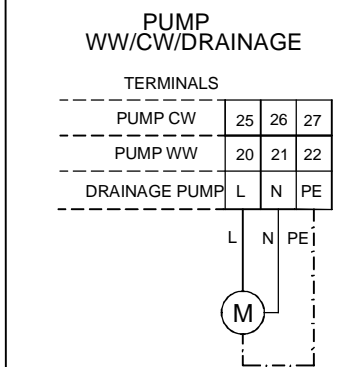 PUMP
WW/CW/DRAINAGE
TERMINALS
PUMP CW 25 26 27
PUMP WW 20 21 22
DRAINAGE PUMP L N PE
L N PE
M